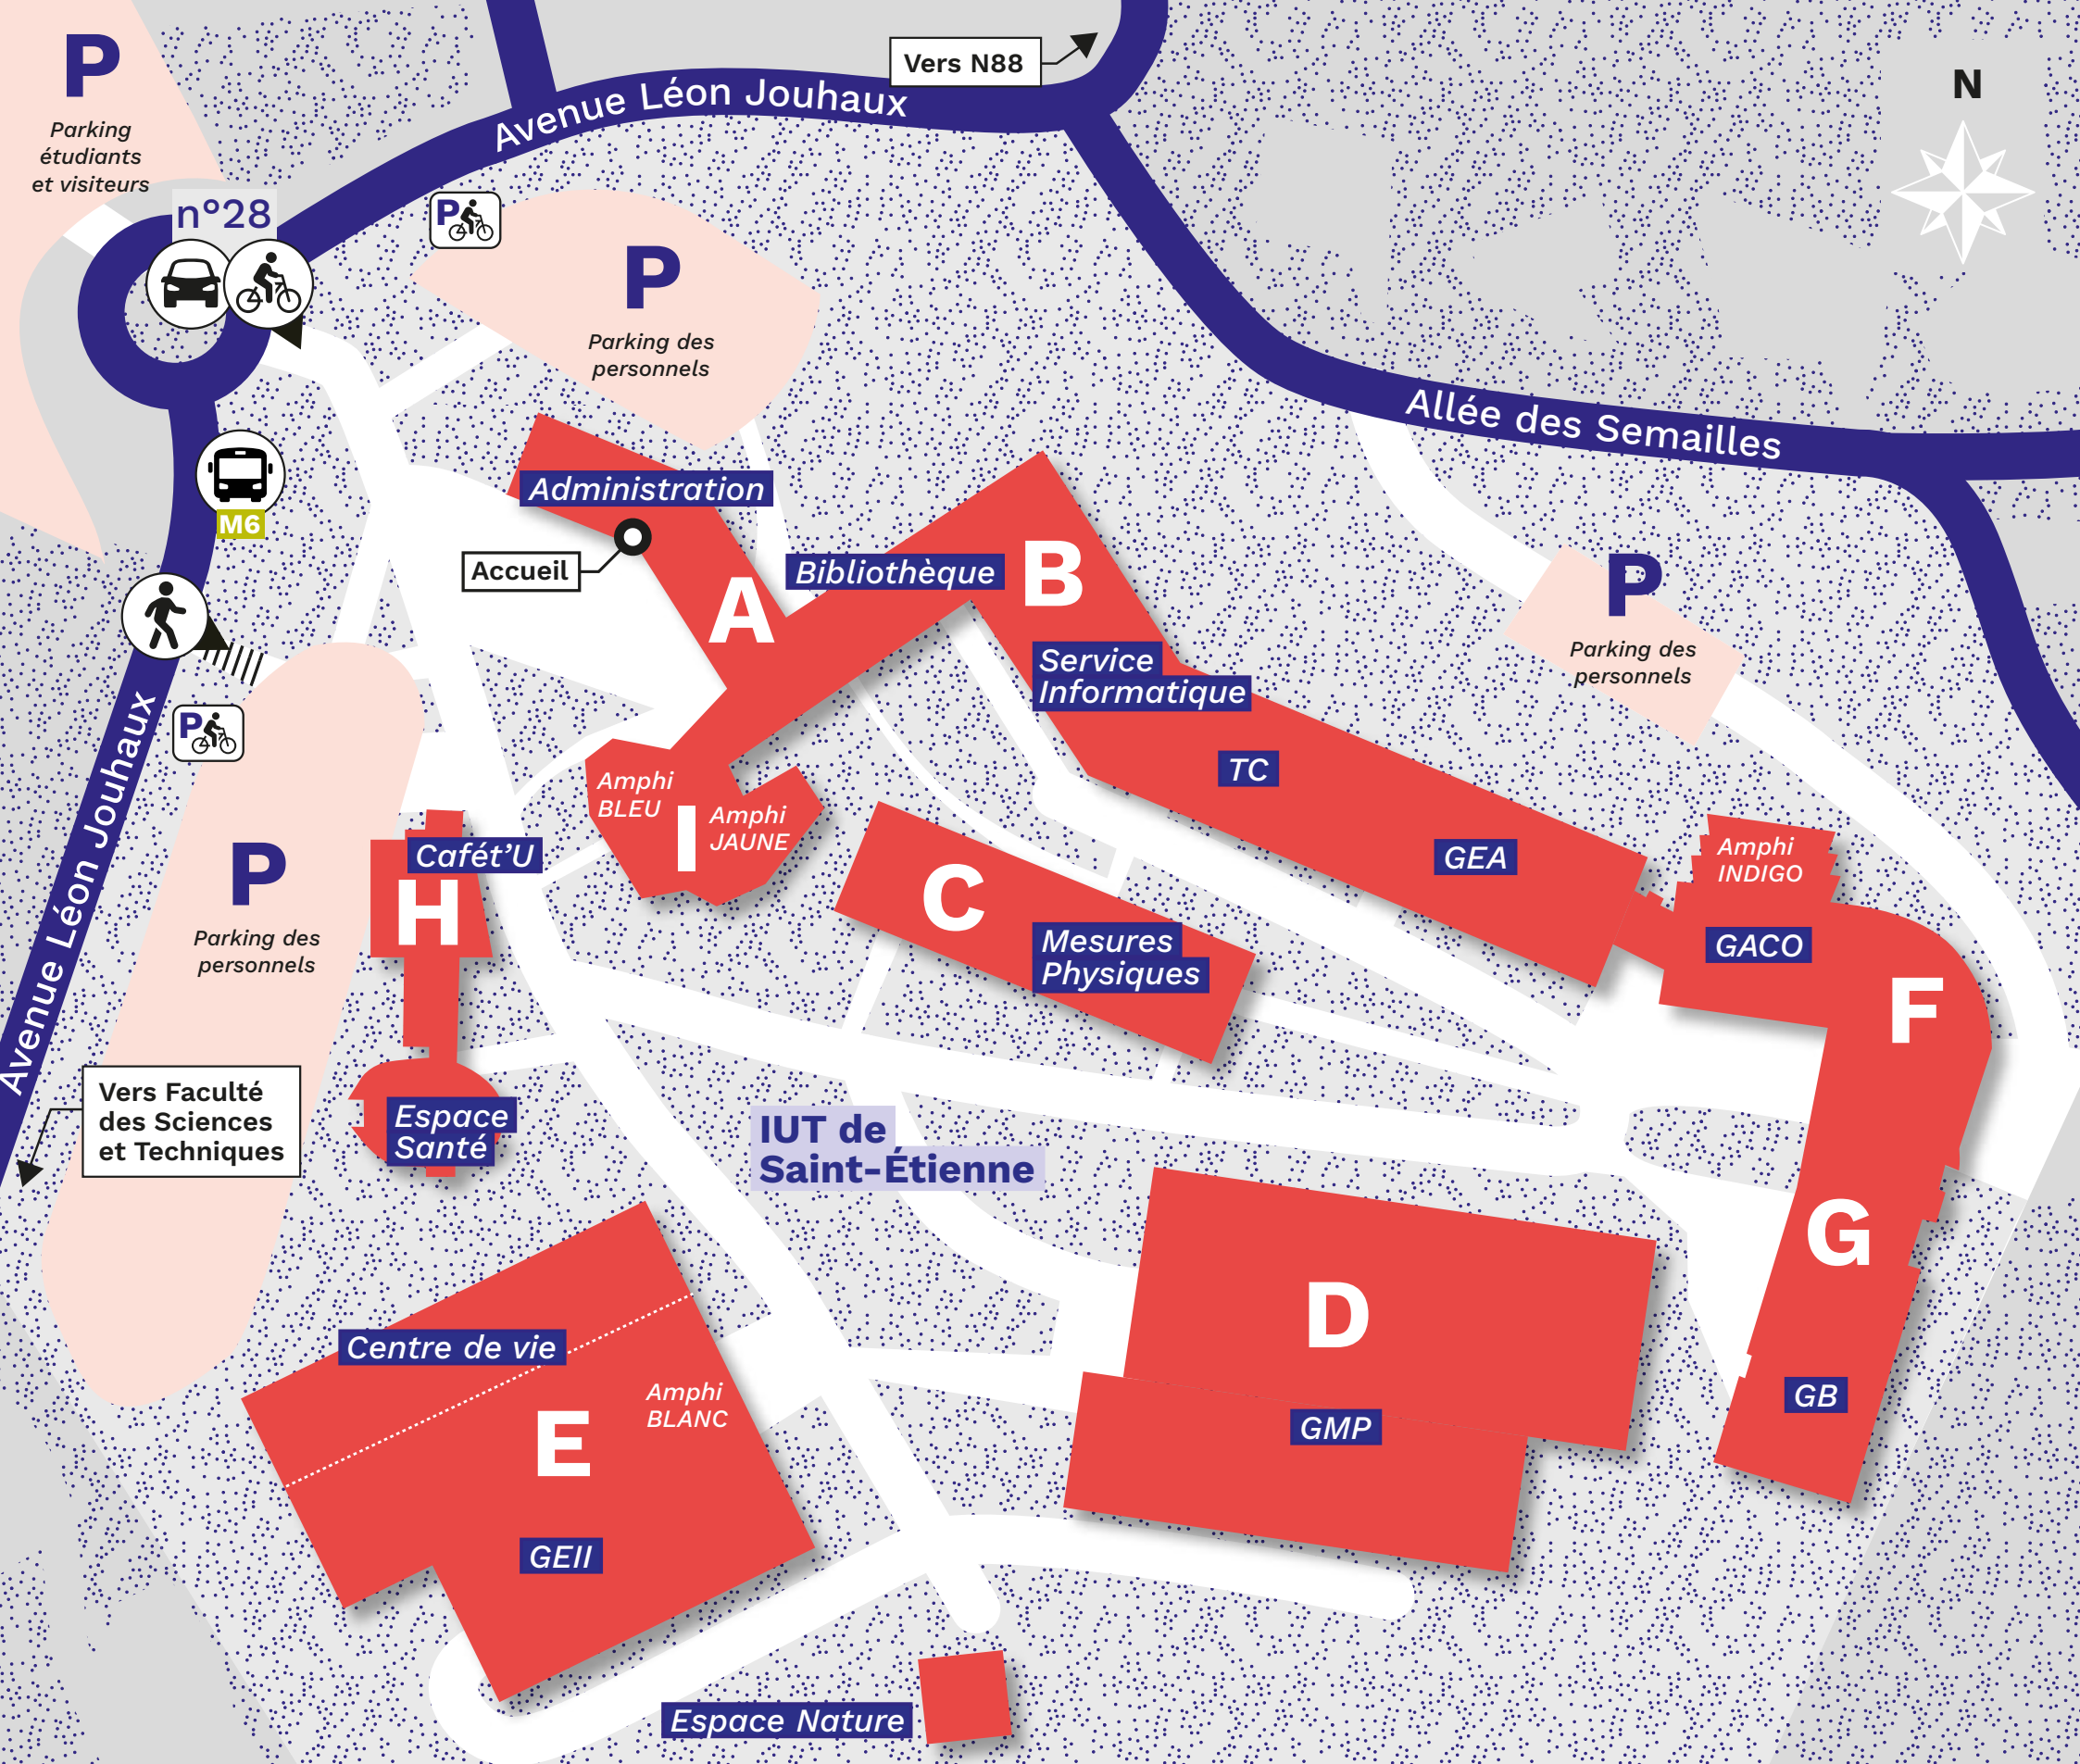 P
Parking
étudiants
et visiteurs
n°28
Avenue Léon Jouhaux
Vers N88
N
P
P
Parking des
personnels
Allée des Semailles
M6
Administration
Accueil
A
Bibliothèque
B
Service
Informatique
TC
GEA
P
Parking des
personnels
P
Avenue Léon Jouhaux
P
Parking des
personnels
Amphi
BLEU
I
Amphi
JAUNE
Cafét'U
H
C
Mesures
Physiques
Amphi
INDIGO
GACO
F
Vers Faculté
des Sciences
et Techniques
Espace
Santé
IUT de
Saint-Étienne
D
GMP
G
GB
Centre de vie
Amphi
BLANC
E
GEII
Espace Nature